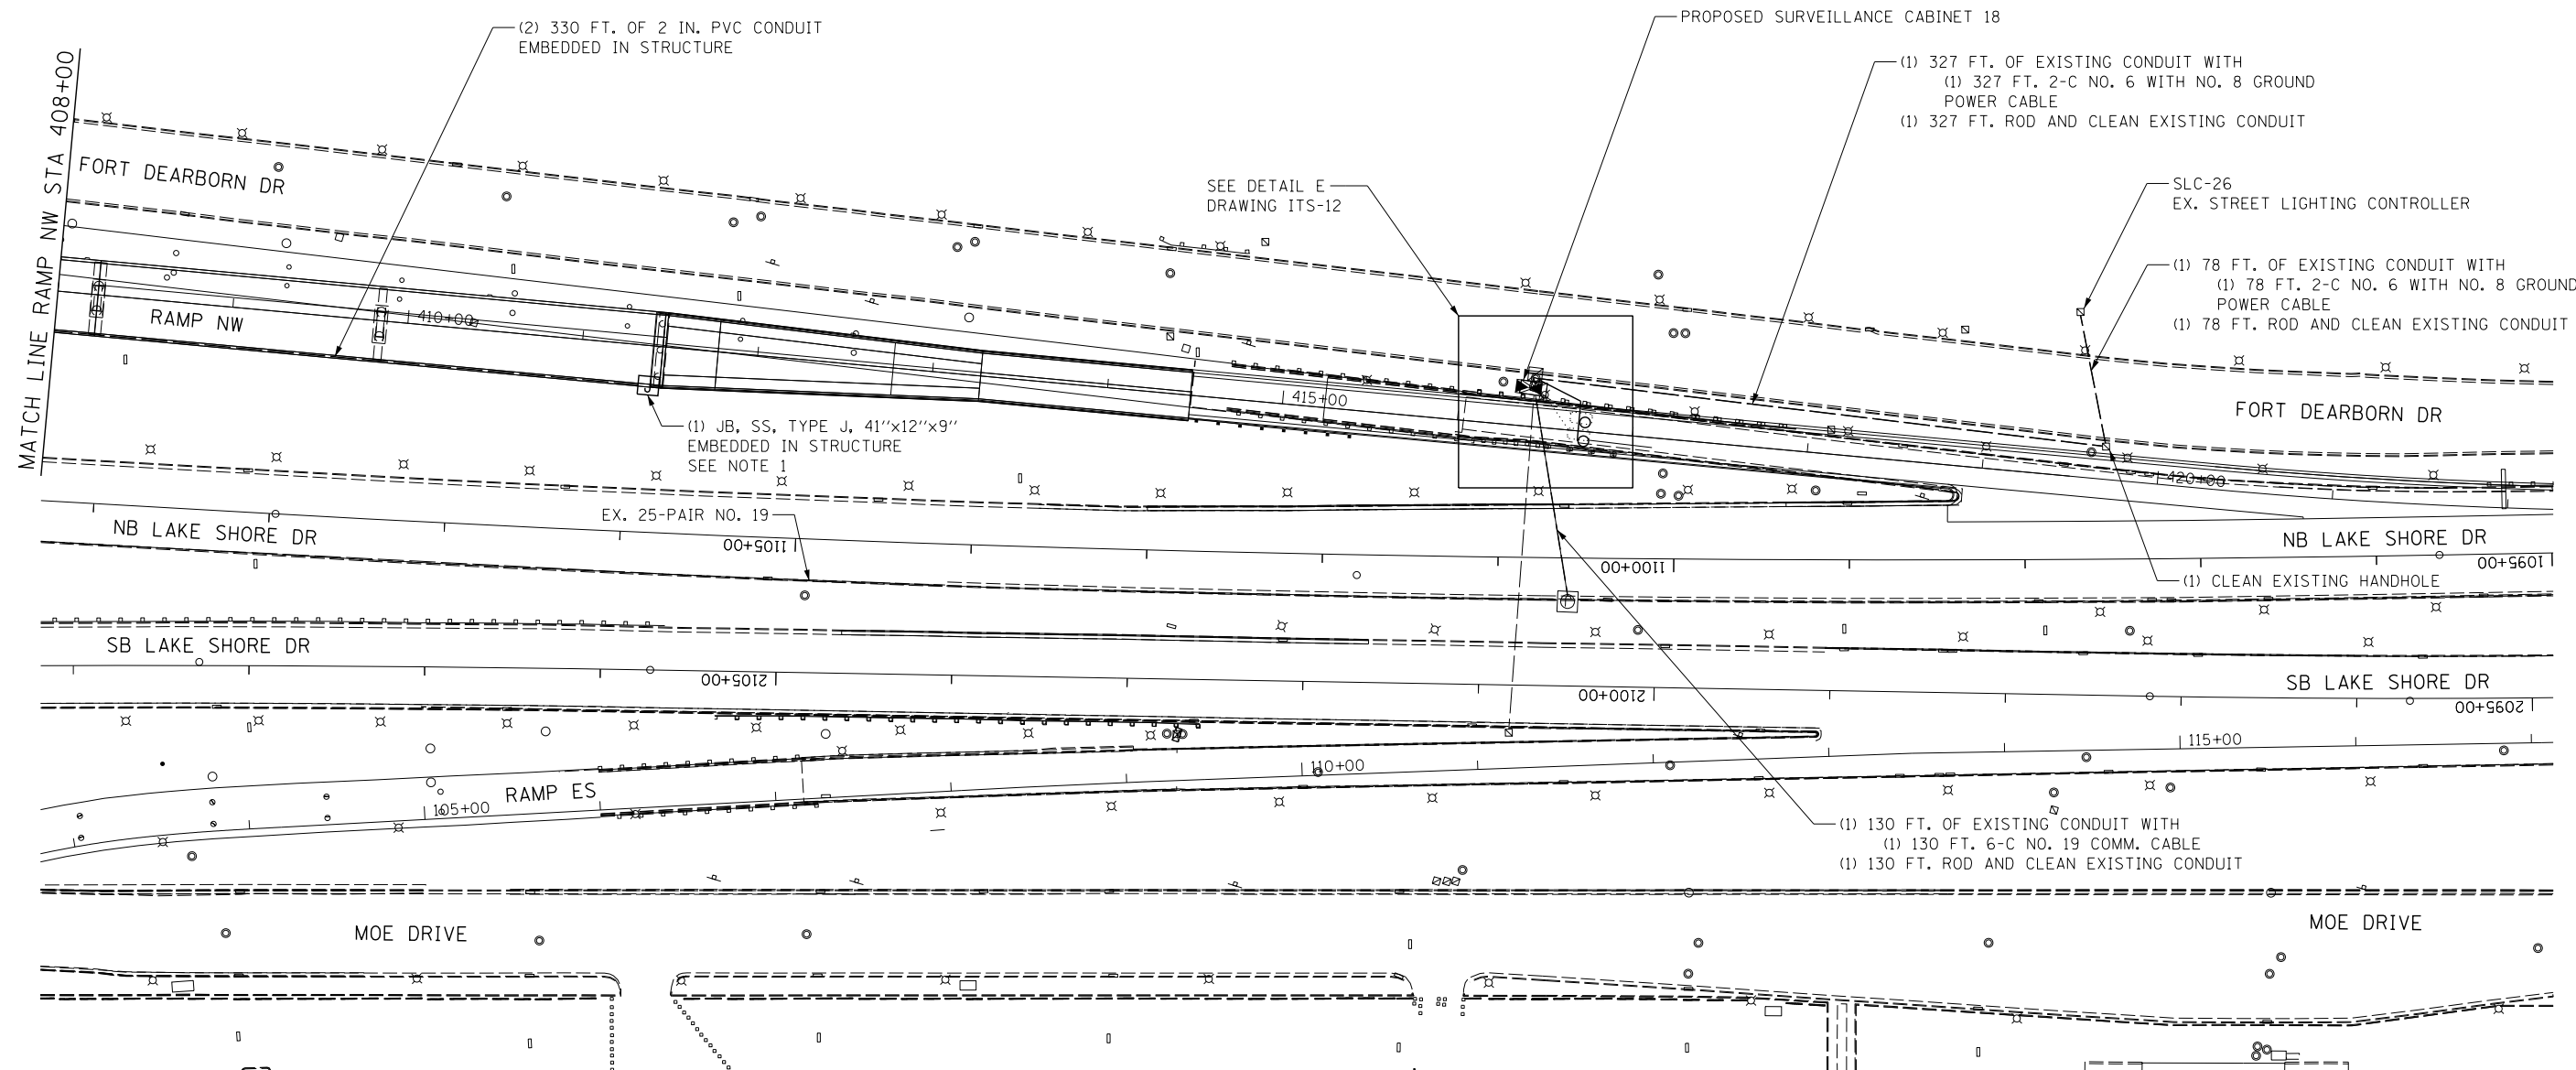 (2) 330 FT. OF 2 IN. PVC CONDUIT
EMBEDDED IN STRUCTURE
PROPOSED SURVEILLANCE CABINET 18
(1) 327 FT. OF EXISTING CONDUIT WITH
(1) 327 FT. 2-C NO. 6 WITH NO. 8 GROUND
POWER CABLE
(1) 327 FT. ROD AND CLEAN EXISTING CONDUIT
MATCH LINE RAMP NW STA 408+00
FORT DEARBORN DR
SEE DETAIL E
DRAWING ITS-12
SLC-26
EX. STREET LIGHTING CONTROLLER
(1) 78 FT. OF EXISTING CONDUIT WITH
(1) 78 FT. 2-C NO. 6 WITH NO. 8 GROUND
POWER CABLE
(1) 78 FT. ROD AND CLEAN EXISTING CONDUIT
RAMP NW
410+00
415+00
FORT DEARBORN DR
J
(1) JB, SS, TYPE J, 41''x12''x9''
EMBEDDED IN STRUCTURE
SEE NOTE 1
420+00
EX. 25-PAIR NO. 19
NB LAKE SHORE DR
1105+00
1100+00
NB LAKE SHORE DR
1095+00
(1) CLEAN EXISTING HANDHOLE
SB LAKE SHORE DR
2105+00
2100+00
SB LAKE SHORE DR
2095+00
115+00
110+00
RAMP ES
105+00
(1) 130 FT. OF EXISTING CONDUIT WITH
(1) 130 FT. 6-C NO. 19 COMM. CABLE
(1) 130 FT. ROD AND CLEAN EXISTING CONDUIT
MOE DRIVE
MOE DRIVE